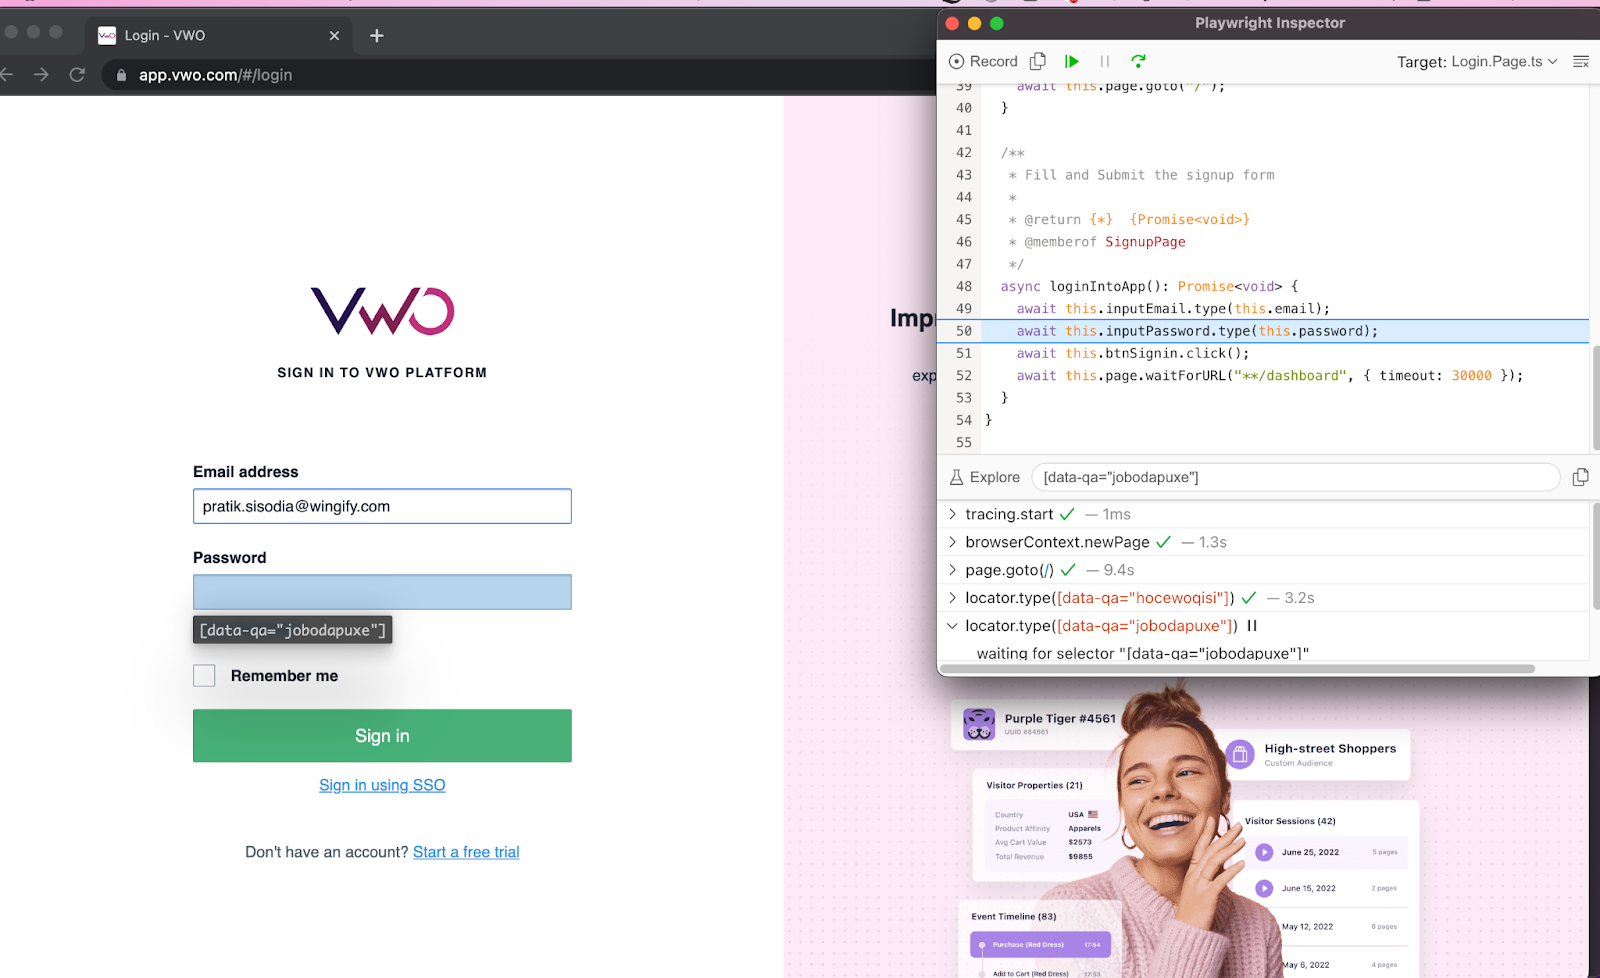 Login - VWO
app.vwo.com/#/login
VWO
SIGN IN TO VWO PLATFORM
Email address
pratik.sisodia@wingify.com
Password
[data-qa="jobodapuxe"]
Remember me
Sign in
Sign in using SSO
Don't have an account? Start a free trial
Imp
exp
Playwright Inspector
Record
Target: Login.Page.ts
39 await this.page.goto("/");
40 }
41
42 /**
43 * Fill and Submit the signup form
44 *
45 * @return {*} {Promise<void>}
46 * @memberof SignupPage
47 */
48 async loginIntoApp(): Promise<void> {
49 await this.inputEmail.type(this.email);
50 await this.inputPassword.type(this.password);
51 await this.btnSignin.click();
52 await this.page.waitForURL("**/dashboard", { timeout: 30000 });
53 }
54 }
55
Explore [data-qa="jobodapuxe"]
tracing.start — 1ms
browserContext.newPage — 1.3s
page.goto(/) — 9.4s
locator.type([data-qa="hocewoqisi"]) — 3.2s
locator.type([data-qa="jobodapuxe"])
waiting for selector "[data-qa="jobodapuxe"]"
Purple Tiger #4561
UUID #84561
High-street Shoppers
Custom Audience
Visitor Properties (21)
Country USA
Product Affinity Apparels
Avg Cart Value $2573
Total Revenue $9855
Visitor Sessions (42)
June 25, 2022 5 pages
June 15, 2022 2 pages
May 12, 2022 8 pages
May 6, 2022 4 pages
Event Timeline (83)
Purchase (Red Dress) 17:54
Add to Cart (Red Dress) 17:53